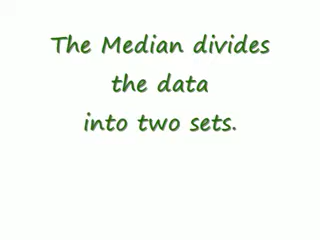 The Median divides
the data
into two sets.